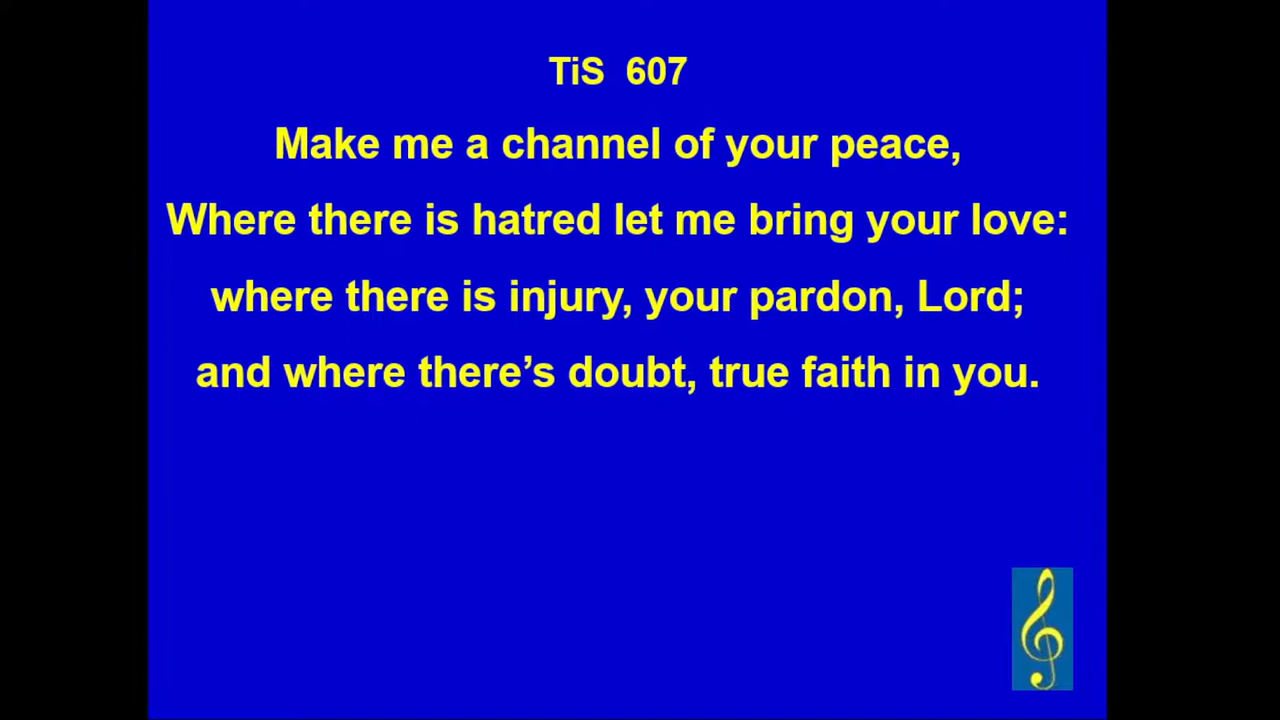 TiS 607
Make me a channel of your peace,
Where there is hatred let me bring your love:
where there is injury, your pardon, Lord;
and where there’s doubt, true faith in you.